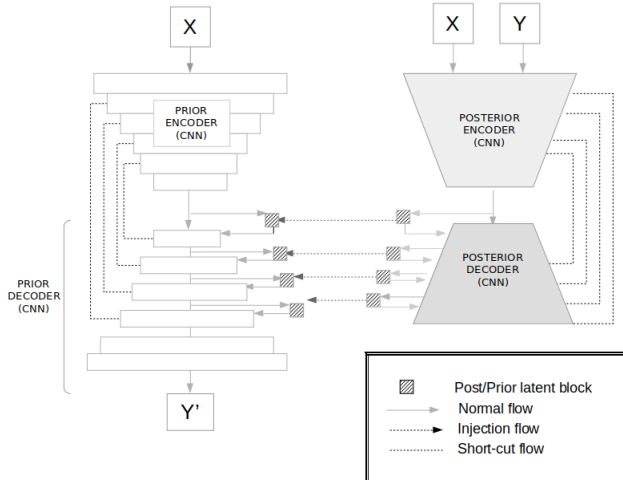 X
X
Y
PRIOR
ENCODER
(CNN)
POSTERIOR
ENCODER
(CNN)
PRIOR
DECODER
(CNN)
POSTERIOR
DECODER
(CNN)
Y'
Post/Prior latent block
Normal flow
Injection flow
Short-cut flow